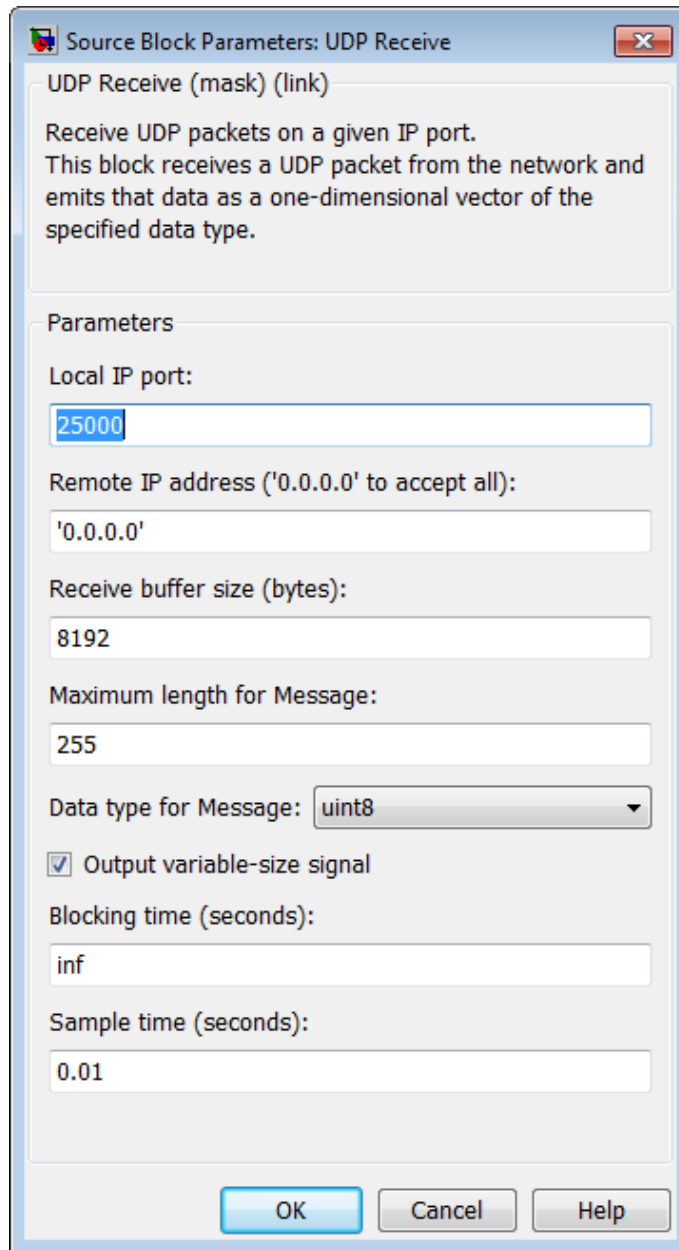 Source Block Parameters: UDP Receive
UDP Receive (mask) (link)
Receive UDP packets on a given IP port.
This block receives a UDP packet from the network and
emits that data as a one-dimensional vector of the
specified data type.
Parameters
Local IP port:
25000
Remote IP address ('0.0.0.0' to accept all):
'0.0.0.0'
Receive buffer size (bytes):
8192
Maximum length for Message:
255
Data type for Message: uint8
Output variable-size signal
Blocking time (seconds):
inf
Sample time (seconds):
0.01
OK Cancel Help